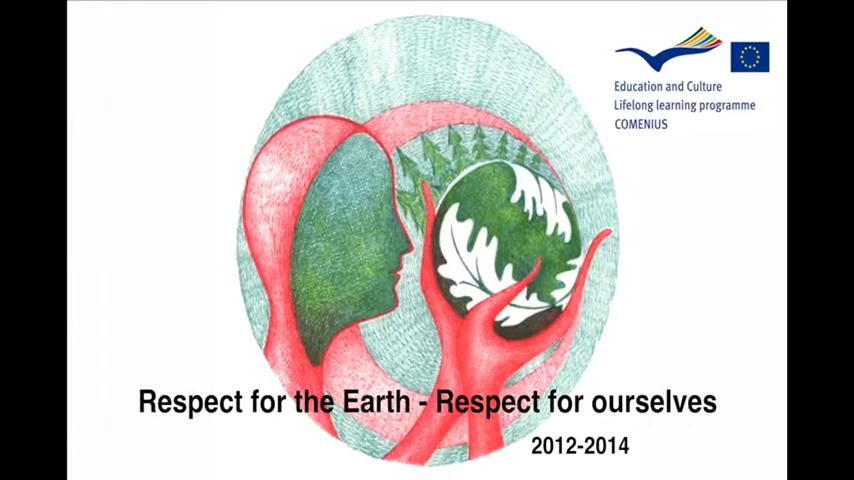 Education and Culture
Lifelong learning programme
COMENIUS
Respect for the Earth - Respect for ourselves
2012-2014